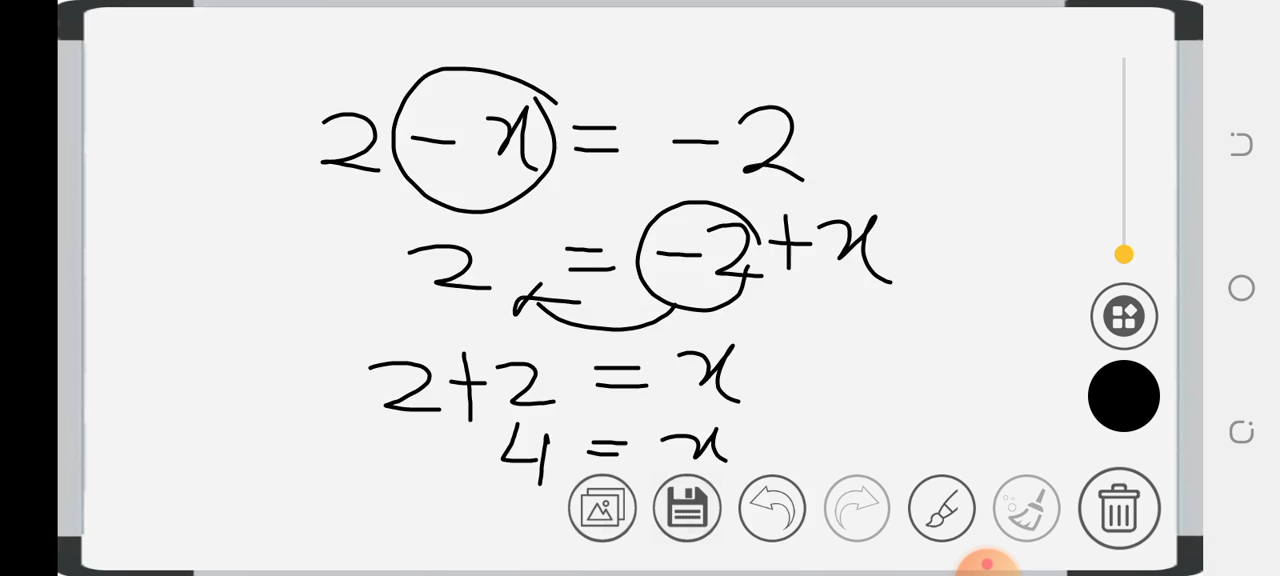 2 - x = -2
2 = -2 + x
2 + 2 = x
4 = x